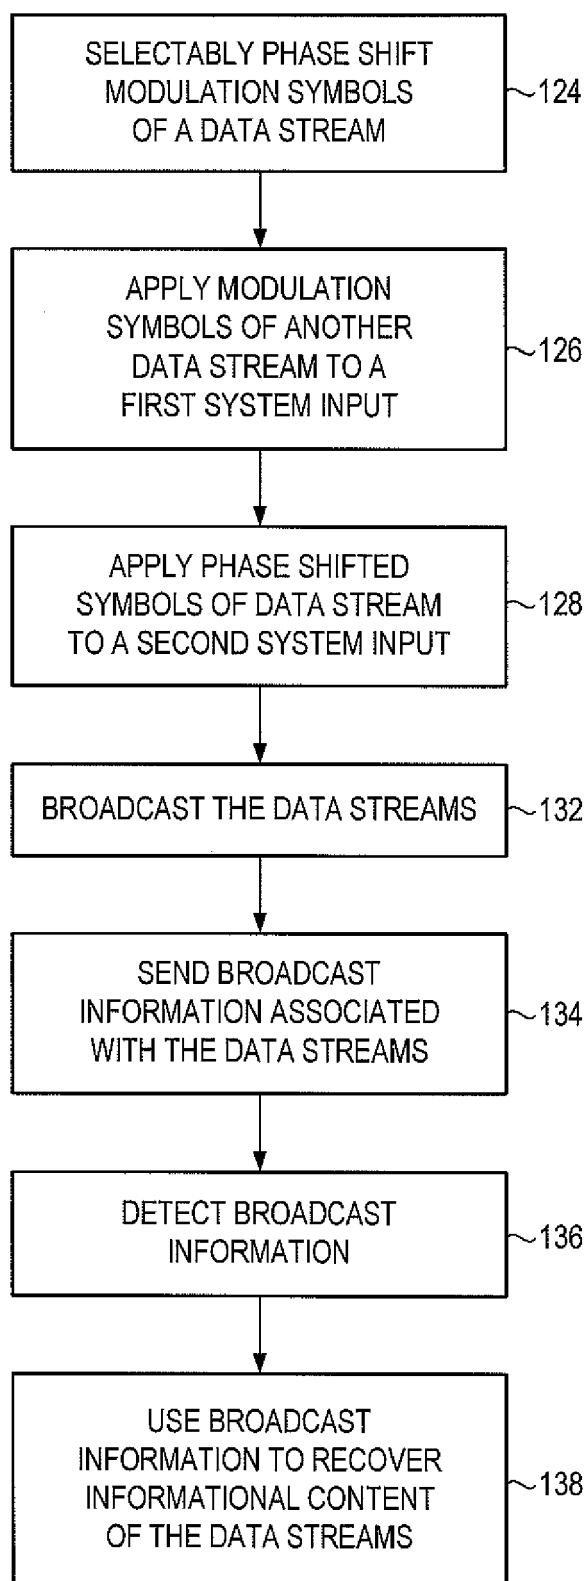 SELECTABLY PHASE SHIFT
MODULATION SYMBOLS
OF A DATA STREAM
124
APPLY MODULATION
SYMBOLS OF ANOTHER
DATA STREAM TO A
FIRST SYSTEM INPUT
126
APPLY PHASE SHIFTED
SYMBOLS OF DATA STREAM
TO A SECOND SYSTEM INPUT
128
BROADCAST THE DATA STREAMS
132
SEND BROADCAST
INFORMATION ASSOCIATED
WITH THE DATA STREAMS
134
DETECT BROADCAST
INFORMATION
136
USE BROADCAST
INFORMATION TO RECOVER
INFORMATIONAL CONTENT
OF THE DATA STREAMS
138